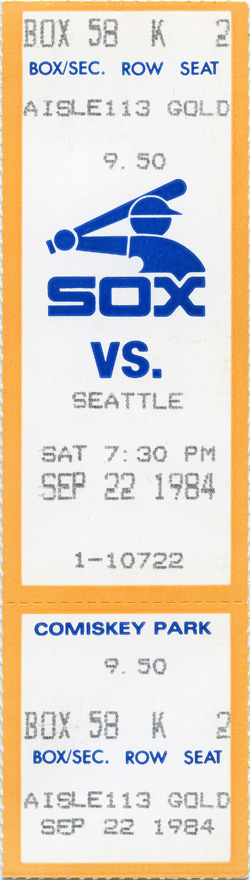 BOX 58 K 2
BOX/SEC. ROW SEAT
AISLE113 GOLD
9.50
SOX
VS.
SEATTLE
SAT 7:30 PM
SEP 22 1984
1-10722
COMISKEY PARK
9.50
BOX 58 K 2
BOX/SEC. ROW SEAT
AISLE113 GOLD
SEP 22 1984